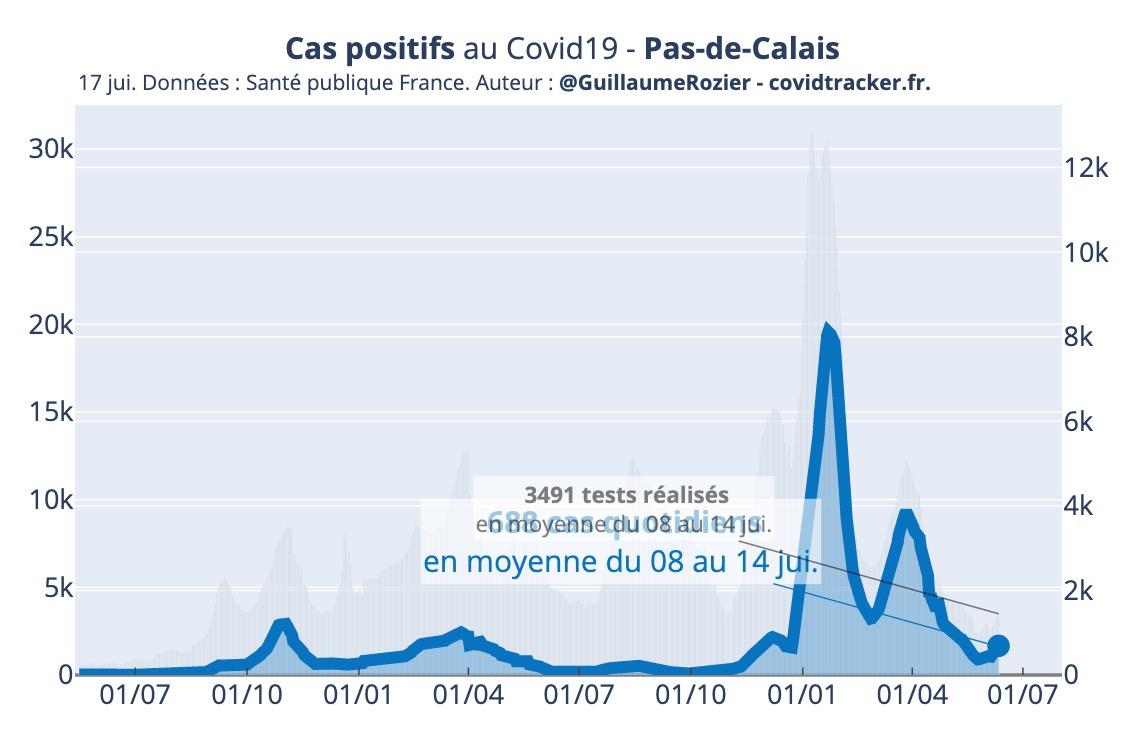 Cas positifs au Covid19 - Pas-de-Calais
17 jui. Données : Santé publique France. Auteur : @GuillaumeRozier - covidtracker.fr.
30k
12k
25k
10k
20k
8k
15k
6k
3491 tests réalisés
10k
4k
688 cas quotidiens
en moyenne du 08 au 14 jui.
en moyenne du 08 au 14 jui.
5k
2k
0
0
01/07
01/10
01/01
01/04
01/07
01/10
01/01
01/04
01/07